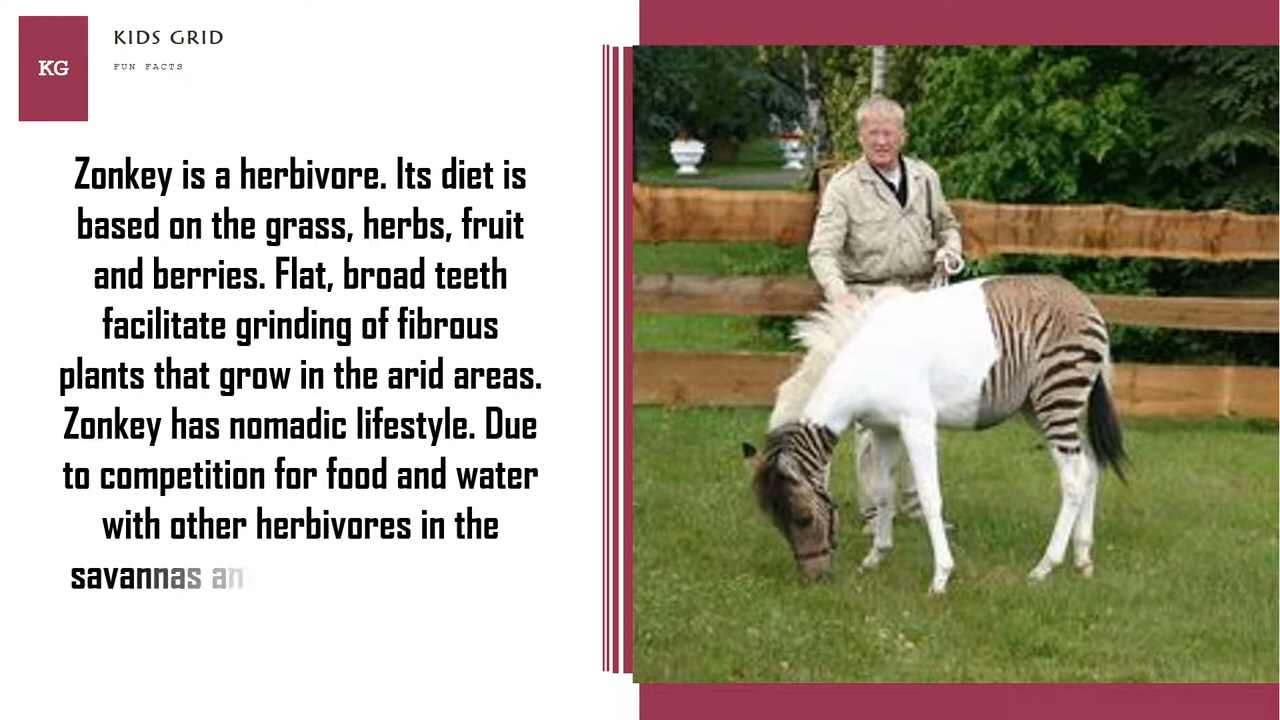 KG
KIDS GRID
FUN FACTS
Zonkey is a herbivore. Its diet is
based on the grass, herbs, fruit
and berries. Flat, broad teeth
facilitate grinding of fibrous
plants that grow in the arid areas.
Zonkey has nomadic lifestyle. Due
to competition for food and water
with other herbivores in the
savannas an